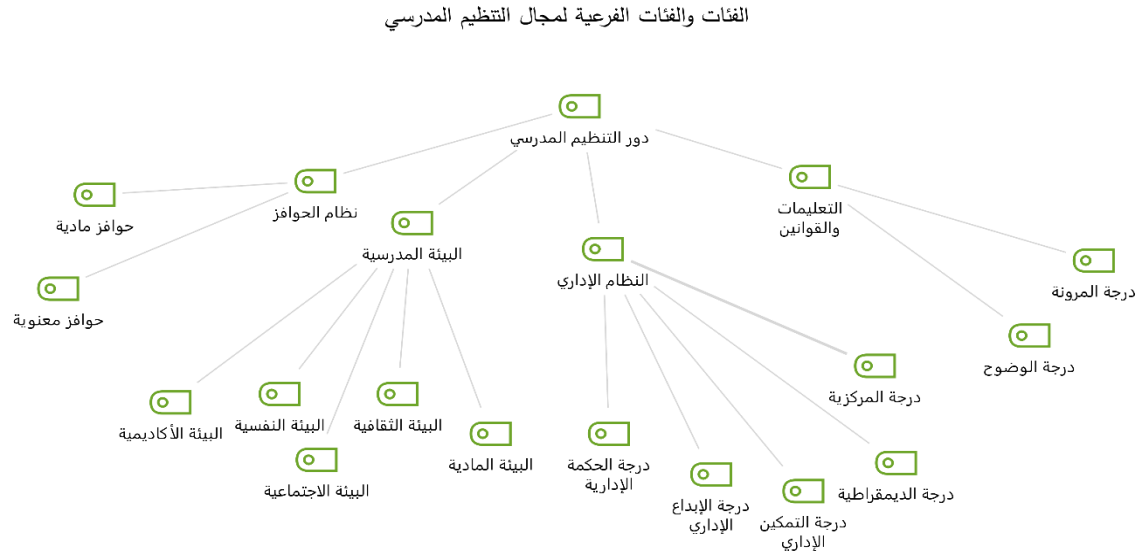 الفئات والفئات الفرعية لمجال التنظيم المدرسي
دور التنظيم المدرسي
التعليمات
والقوانين
نظام الحوافز
حوافز مادية
البيئة المدرسية
النظام الإداري
درجة المرونة
حوافز معنوية
درجة الوضوح
درجة المركزية
البيئة الثقافية
البيئة النفسية
البيئة الأكاديمية
درجة الحكمة
الإدارية
البيئة المادية
البيئة الاجتماعية
درجة الديمقراطية
درجة الإبداع
الإداري
درجة التمكين
الإداري